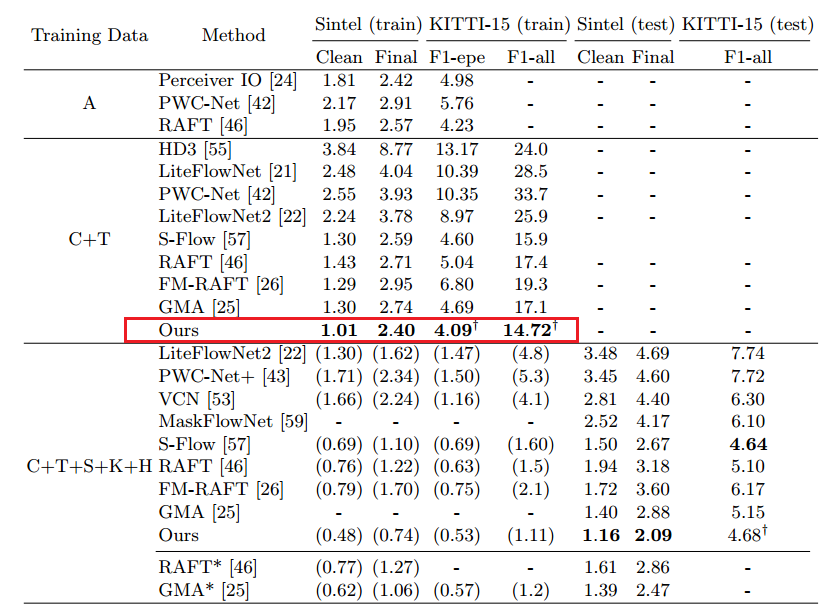 Training Data Method Sintel (train) KITTI-15 (train) Sintel (test) KITTI-15 (test)
Clean Final F1-epe F1-all Clean Final F1-all
A
Perceiver IO [24] 1.81 2.42 4.98 - - - -
PWC-Net [42] 2.17 2.91 5.76 - - - -
RAFT [46] 1.95 2.57 4.23 - - - -
C+T
HD3 [55] 3.84 8.77 13.17 24.0 - - -
LiteFlowNet [21] 2.48 4.04 10.39 28.5 - - -
PWC-Net [42] 2.55 3.93 10.35 33.7 - - -
LiteFlowNet2 [22] 2.24 3.78 8.97 25.9 - - -
S-Flow [57] 1.30 2.59 4.60 15.9
RAFT [46] 1.43 2.71 5.04 17.4 - - -
FM-RAFT [26] 1.29 2.95 6.80 19.3 - - -
GMA [25] 1.30 2.74 4.69 17.1 - - -
Ours 1.01 2.40 4.09† 14.72† - - -
C+T+S+K+H
LiteFlowNet2 [22] (1.30) (1.62) (1.47) (4.8) 3.48 4.69 7.74
PWC-Net+ [43] (1.71) (2.34) (1.50) (5.3) 3.45 4.60 7.72
VCN [53] (1.66) (2.24) (1.16) (4.1) 2.81 4.40 6.30
MaskFlowNet [59] - - - - 2.52 4.17 6.10
S-Flow [57] (0.69) (1.10) (0.69) (1.60) 1.50 2.67 4.64
RAFT [46] (0.76) (1.22) (0.63) (1.5) 1.94 3.18 5.10
FM-RAFT [26] (0.79) (1.70) (0.75) (2.1) 1.72 3.60 6.17
GMA [25] - - - - 1.40 2.88 5.15
Ours (0.48) (0.74) (0.53) (1.11) 1.16 2.09 4.68†
RAFT* [46] (0.77) (1.27) - - 1.61 2.86 -
GMA* [25] (0.62) (1.06) (0.57) (1.2) 1.39 2.47 -